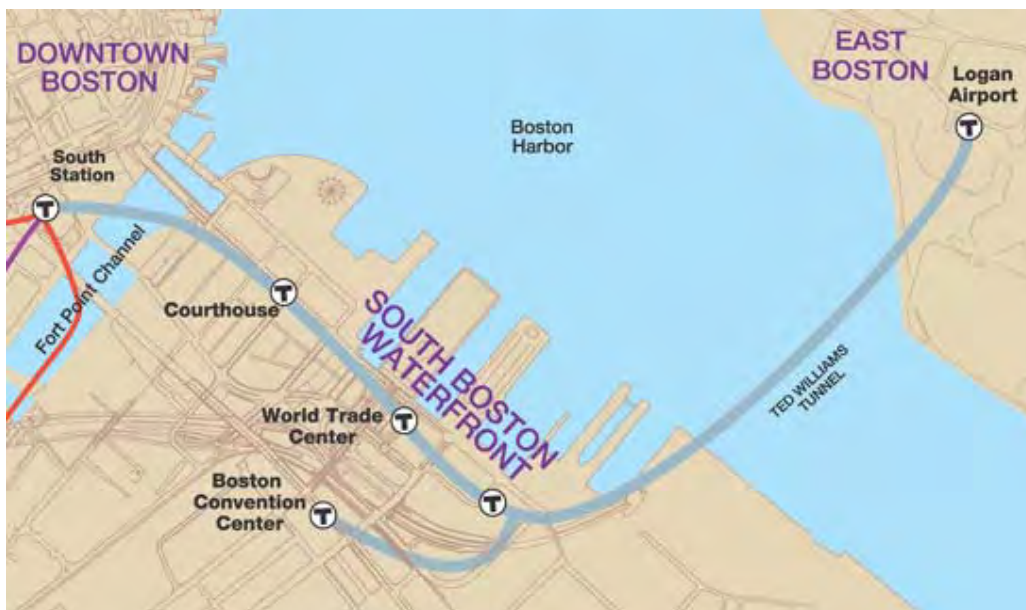 DOWNTOWN
BOSTON
EAST
BOSTON
Logan
Airport
T
Boston
Harbor
South
Station
T
Fort Point Channel
Courthouse
T
SOUTH BOSTON
WATERFRONT
TED WILLIAMS
TUNNEL
World Trade
Center
T
Boston
Convention
Center
T
T